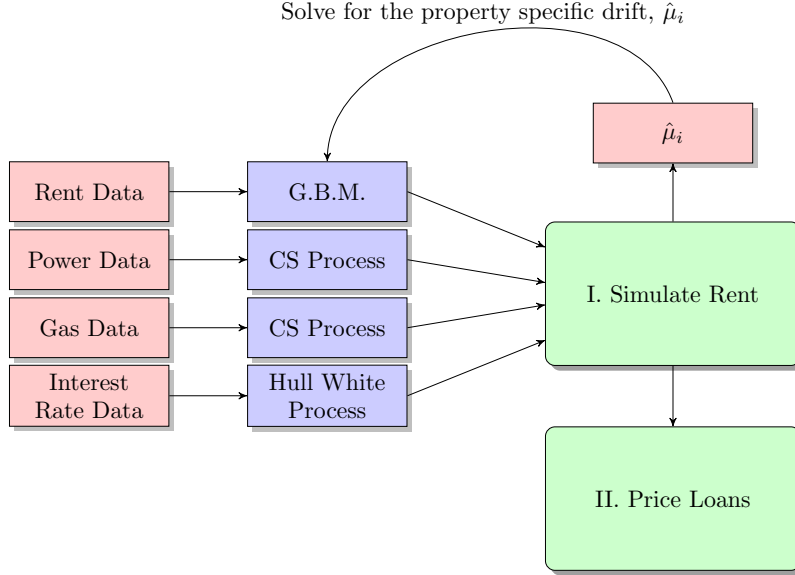 Solve for the property specific drift, μ̂ᵢ
μ̂ᵢ
Rent Data
G.B.M.
Power Data
CS Process
I. Simulate Rent
Gas Data
CS Process
Interest
Rate Data
Hull White
Process
II. Price Loans